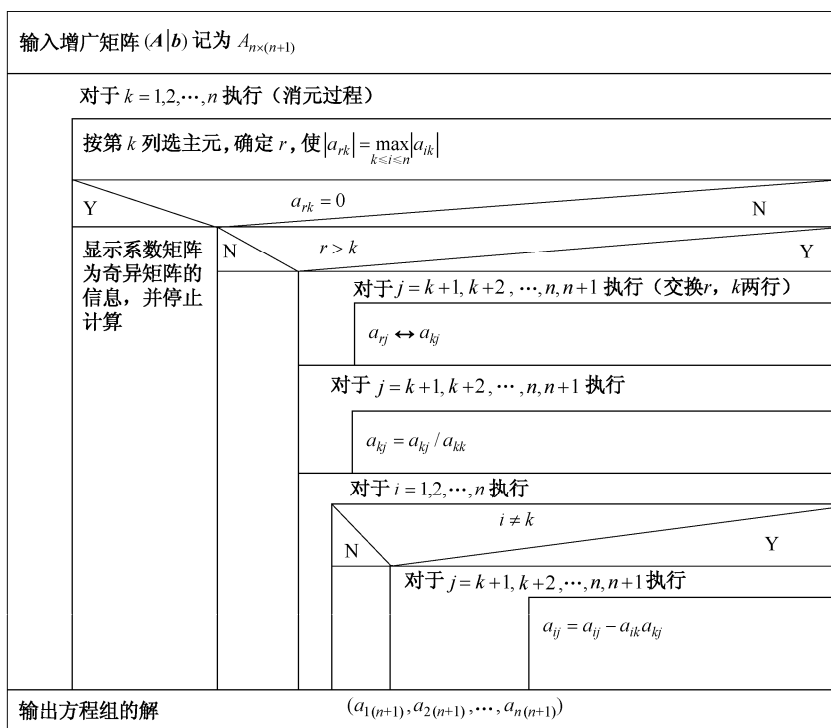 输入增广矩阵 (A|b) 记为 A_{n×(n+1)}
对于 k = 1,2,⋯,n 执行（消元过程）
按第 k 列选主元,确定 r, 使 |a_{rk}| = max_{k≤i≤n} |a_{ik}|
Y a_{rk} = 0 N
显示系数矩阵
为奇异矩阵的
信息，并停止
计算
N r > k Y
对于 j = k+1, k+2 , ⋯, n, n+1 执行（交换r，k两行）
a_{rj} ↔ a_{kj}
对于 j = k+1, k+2 , ⋯ , n, n+1 执行
a_{kj} = a_{kj} / a_{kk}
对于 i = 1,2,⋯,n 执行
N i ≠ k Y
对于 j = k+1, k+2 ,⋯, n, n+1 执行
a_{ij} = a_{ij} − a_{ik}a_{kj}
输出方程组的解 (a_{1(n+1)}, a_{2(n+1)}, ⋯, a_{n(n+1)})